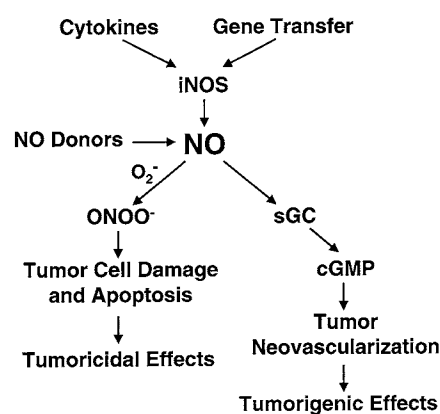 Cytokines Gene Transfer
iNOS
NO Donors NO
O₂⁻
ONOO⁻ sGC
Tumor Cell Damage
and Apoptosis
cGMP
Tumor
Neovascularization
Tumoricidal Effects
Tumorigenic Effects